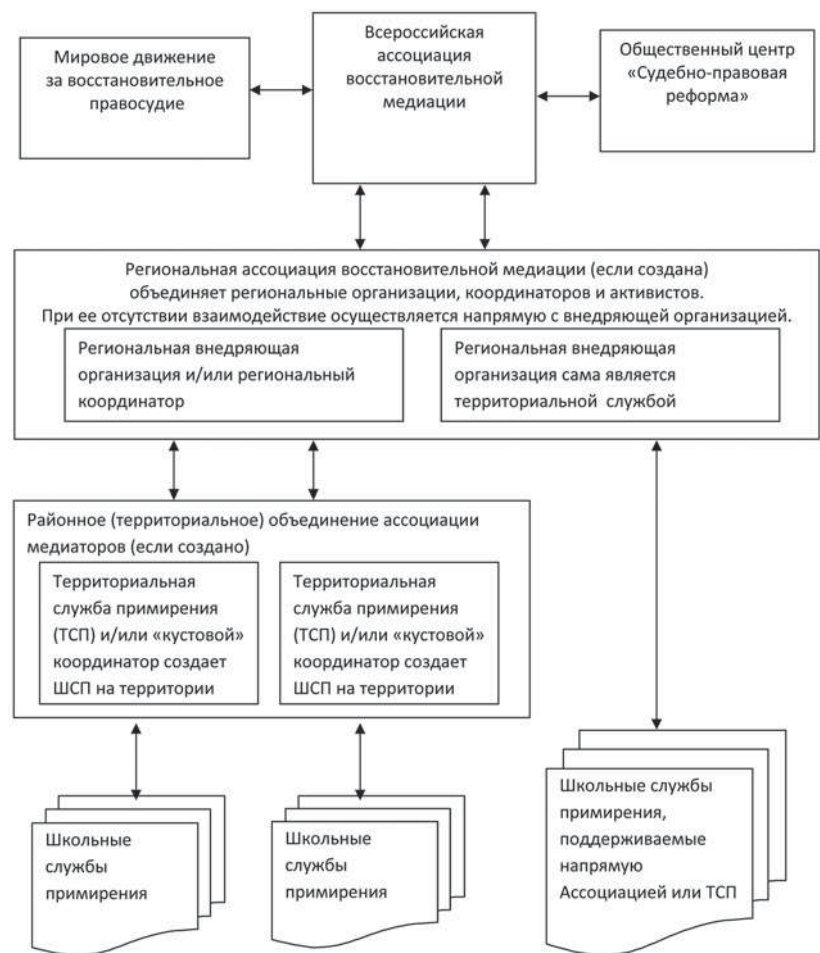 Мировое движение
за восстановительное
правосудие
Всероссийская
ассоциация
восстановительной
медиации
Общественный центр
«Судебно-правовая
реформа»
Региональная ассоциация восстановительной медиации (если создана)
объединяет региональные организации, координаторов и активистов.
При ее отсутствии взаимодействие осуществляется напрямую с внедряющей организацией.
Региональная внедряющая
организация и/или региональный
координатор
Региональная внедряющая
организация сама является
территориальной службой
Районное (территориальное) объединение ассоциации
медиаторов (если создано)
Территориальная
служба примирения
(ТСП) и/или «кустовой»
координатор создает
ШСП на территории
Территориальная
служба примирения
(ТСП) и/или «кустовой»
координатор создает
ШСП на территории
Школьные
службы
примирения
Школьные
службы
примирения
Школьные службы
примирения,
поддерживаемые
напрямую
Ассоциацией или ТСП